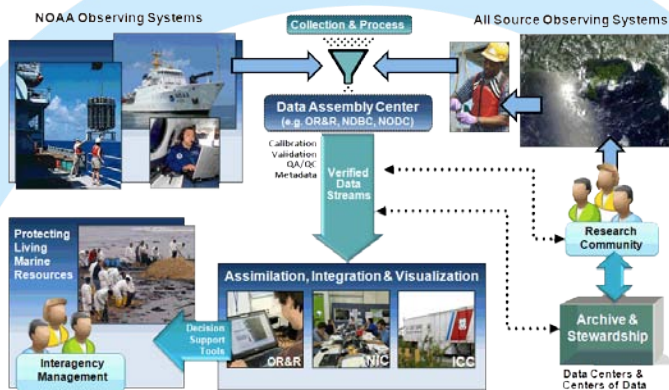 NOAA Observing Systems
Collection & Process
All Source Observing Systems
NOAA
Data Assembly Center
(e.g. OR&R, NDBC, NODC)
Calibration
Validation
QA/QC
Metadata
Verified
Data
Streams
Protecting
Living
Marine
Resources
Research
Community
Assimilation, Integration & Visualization
Decision
Support
Tools
OR&R
NIC
ICC
Archive &
Stewardship
Interagency
Management
Data Centers &
Centers of Data